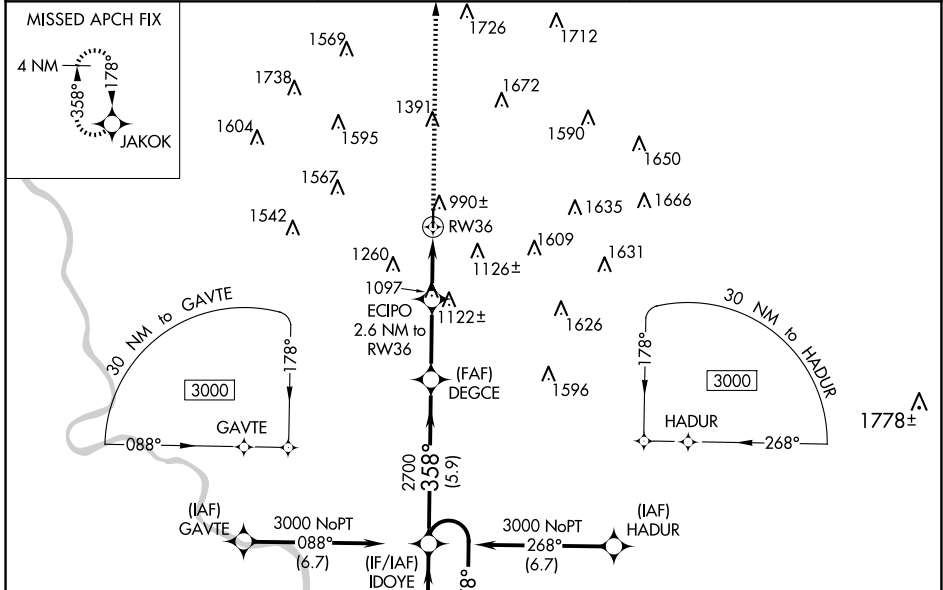 MISSED APCH FIX
4 NM
358°
178°
JAKOK
1726
1712
1569
1738
1672
1391
1604
1595
1590
1650
1567
990±
1635
1666
1542
RW36
1609
1260
1126±
1631
1097
ECIPO
2.6 NM to
RW36
1122±
1626
30 NM to GAVTE
178°
3000
GAVTE
088°
30 NM to HADUR
178°
3000
HADUR
268°
(FAF)
DEGCE
1596
1778±
2700
358°
(5.9)
(IAF)
GAVTE
3000 NoPT
088°
(6.7)
(IF/IAF)
IDOYE
3000 NoPT
268°
(6.7)
(IAF)
HADUR